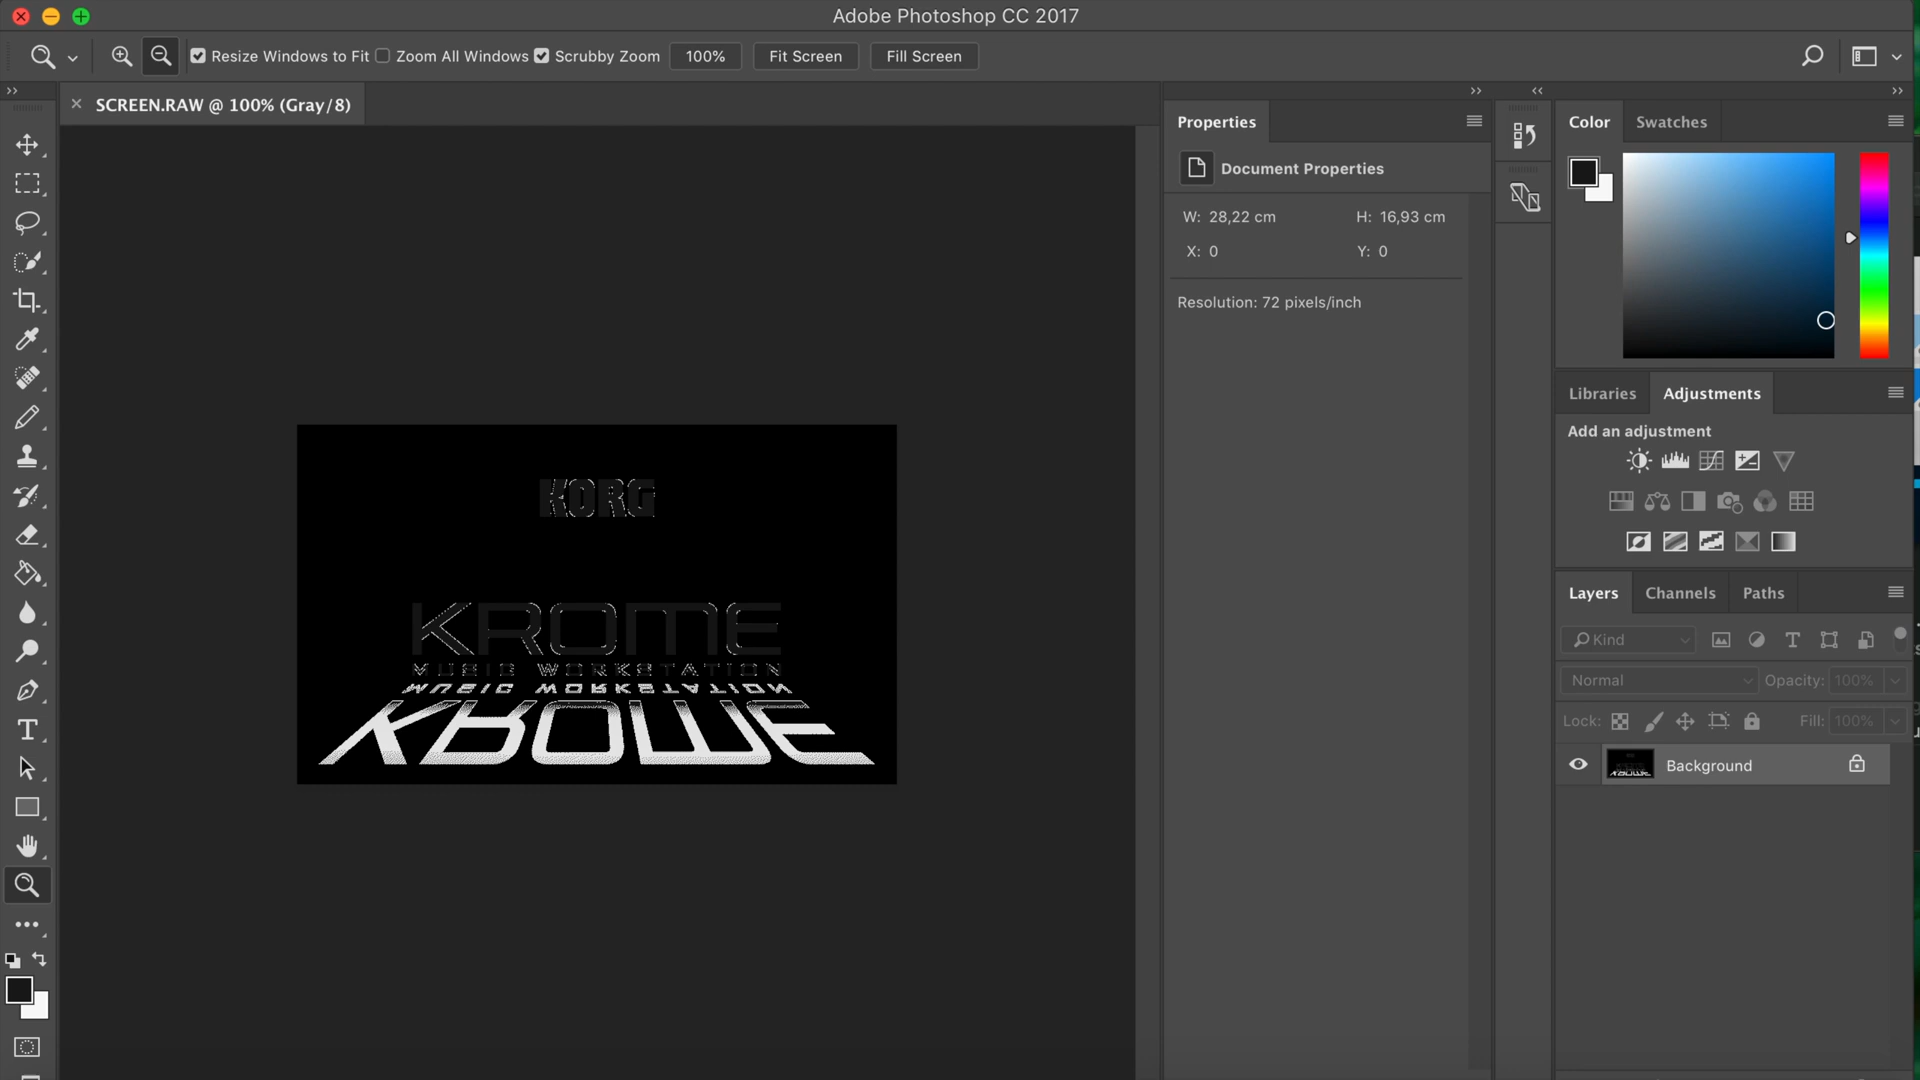 Adobe Photoshop CC 2017
Resize Windows to Fit Zoom All Windows Scrubby Zoom 100% Fit Screen Fill Screen
SCREEN.RAW @ 100% (Gray/8)
Properties
Document Properties
W: 28,22 cm H: 16,93 cm
X: 0 Y: 0
Resolution: 72 pixels/inch
Color Swatches
Libraries Adjustments
Add an adjustment
Layers Channels Paths
Kind
Normal Opacity: 100%
Lock: Fill: 100%
Background
KORG
KROME
MUSIC WORKSTATION
MUSIC WORKSTATION
KROME